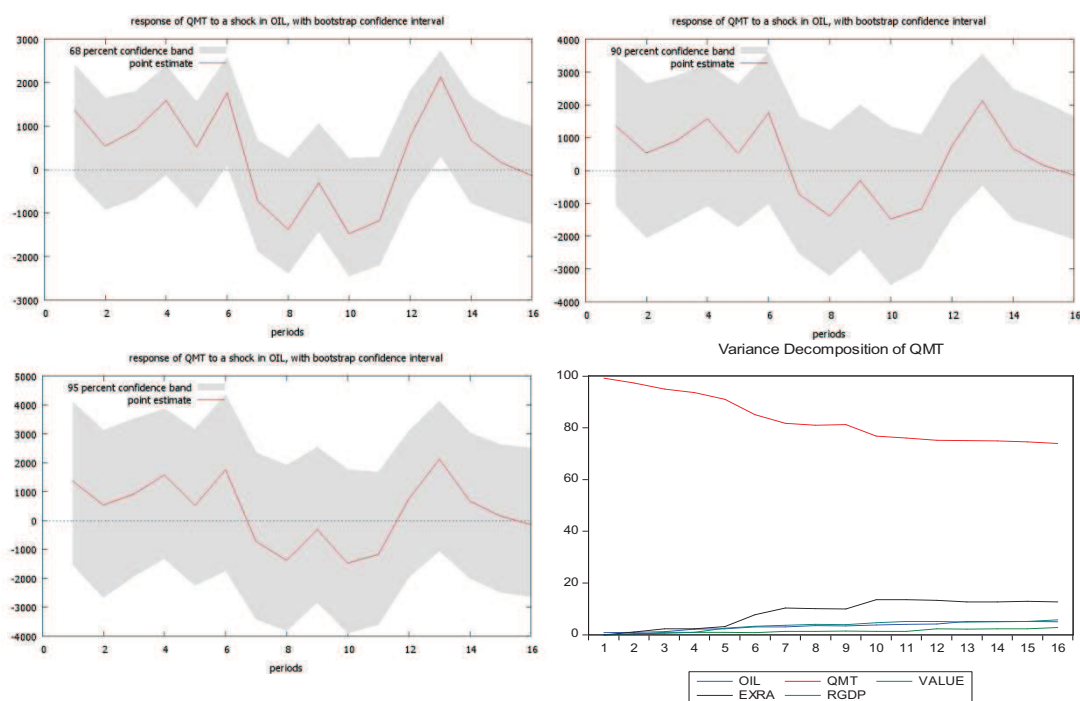 response of QMT to a shock in OIL, with bootstrap confidence interval
3000
68 percent confidence band
point estimate
2000
1000
0
-1000
-2000
-3000
0 2 4 6 8 10 12 14 16
periods
response of QMT to a shock in OIL, with bootstrap confidence interval
4000
90 percent confidence band
point estimate
3000
2000
1000
0
-1000
-2000
-3000
-4000
0 2 4 6 8 10 12 14 16
periods
response of QMT to a shock in OIL, with bootstrap confidence interval
5000
95 percent confidence band
point estimate
4000
3000
2000
1000
0
-1000
-2000
-3000
-4000
0 2 4 6 8 10 12 14 16
periods
Variance Decomposition of QMT
100
80
60
40
20
0
1 2 3 4 5 6 7 8 9 10 11 12 13 14 15 16
OIL QMT VALUE
EXRA RGDP